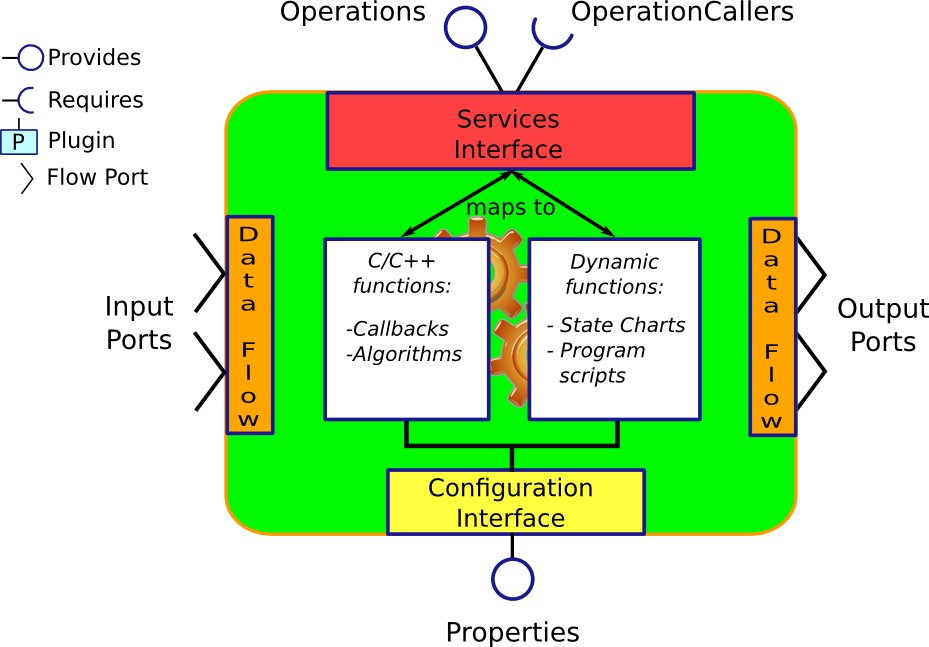 Operations
OperationCallers
Provides
Requires
P
Plugin
Flow Port
Services
Interface
maps to
Data Flow
Input
Ports
C/C++
functions:
-Callbacks
-Algorithms
Dynamic
functions:
- State Charts
- Program
scripts
Data Flow
Output
Ports
Configuration
Interface
Properties